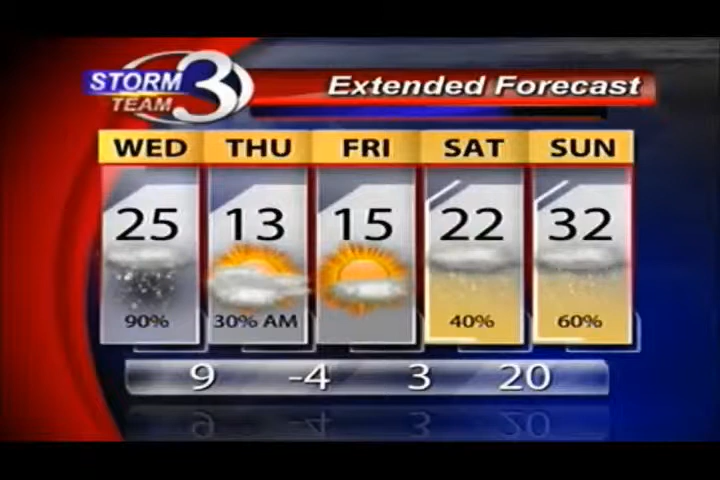 STORM 3
TEAM
Extended Forecast
WED THU FRI SAT SUN
25 13 15 22 32
90% 30% AM 40% 60%
9 -4 3 20